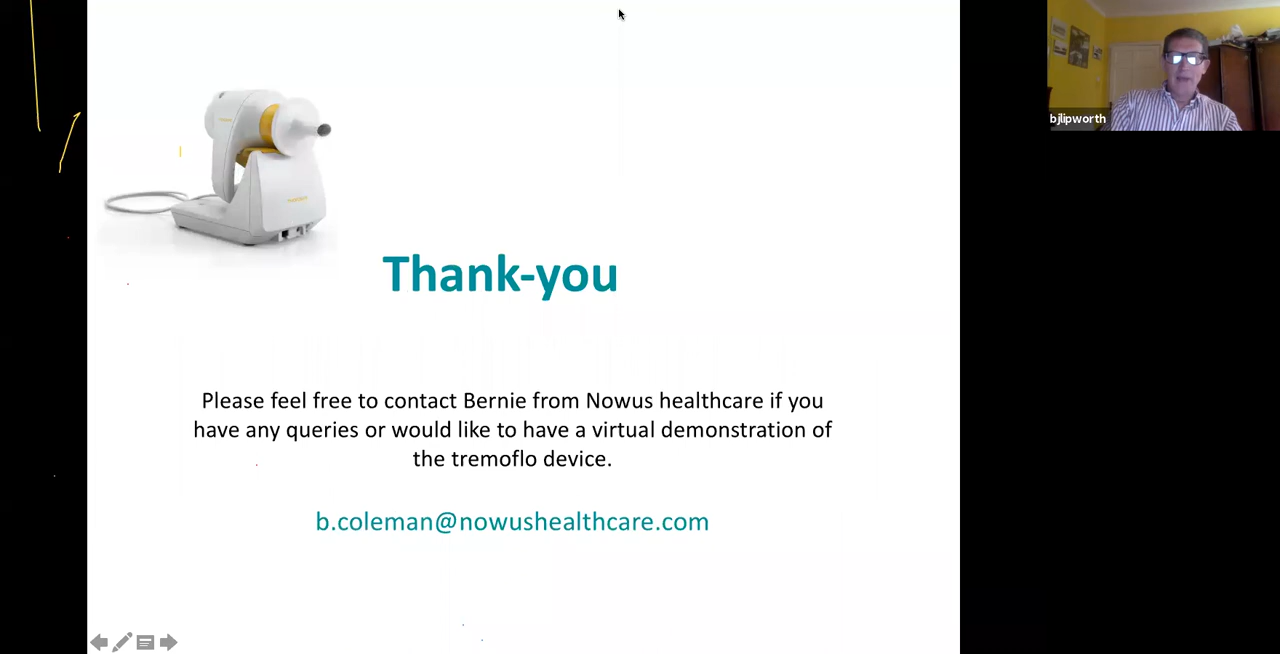 bjlipworth
Thank-you
Please feel free to contact Bernie from Nowus healthcare if you
have any queries or would like to have a virtual demonstration of
the tremoflo device.
b.coleman@nowushealthcare.com